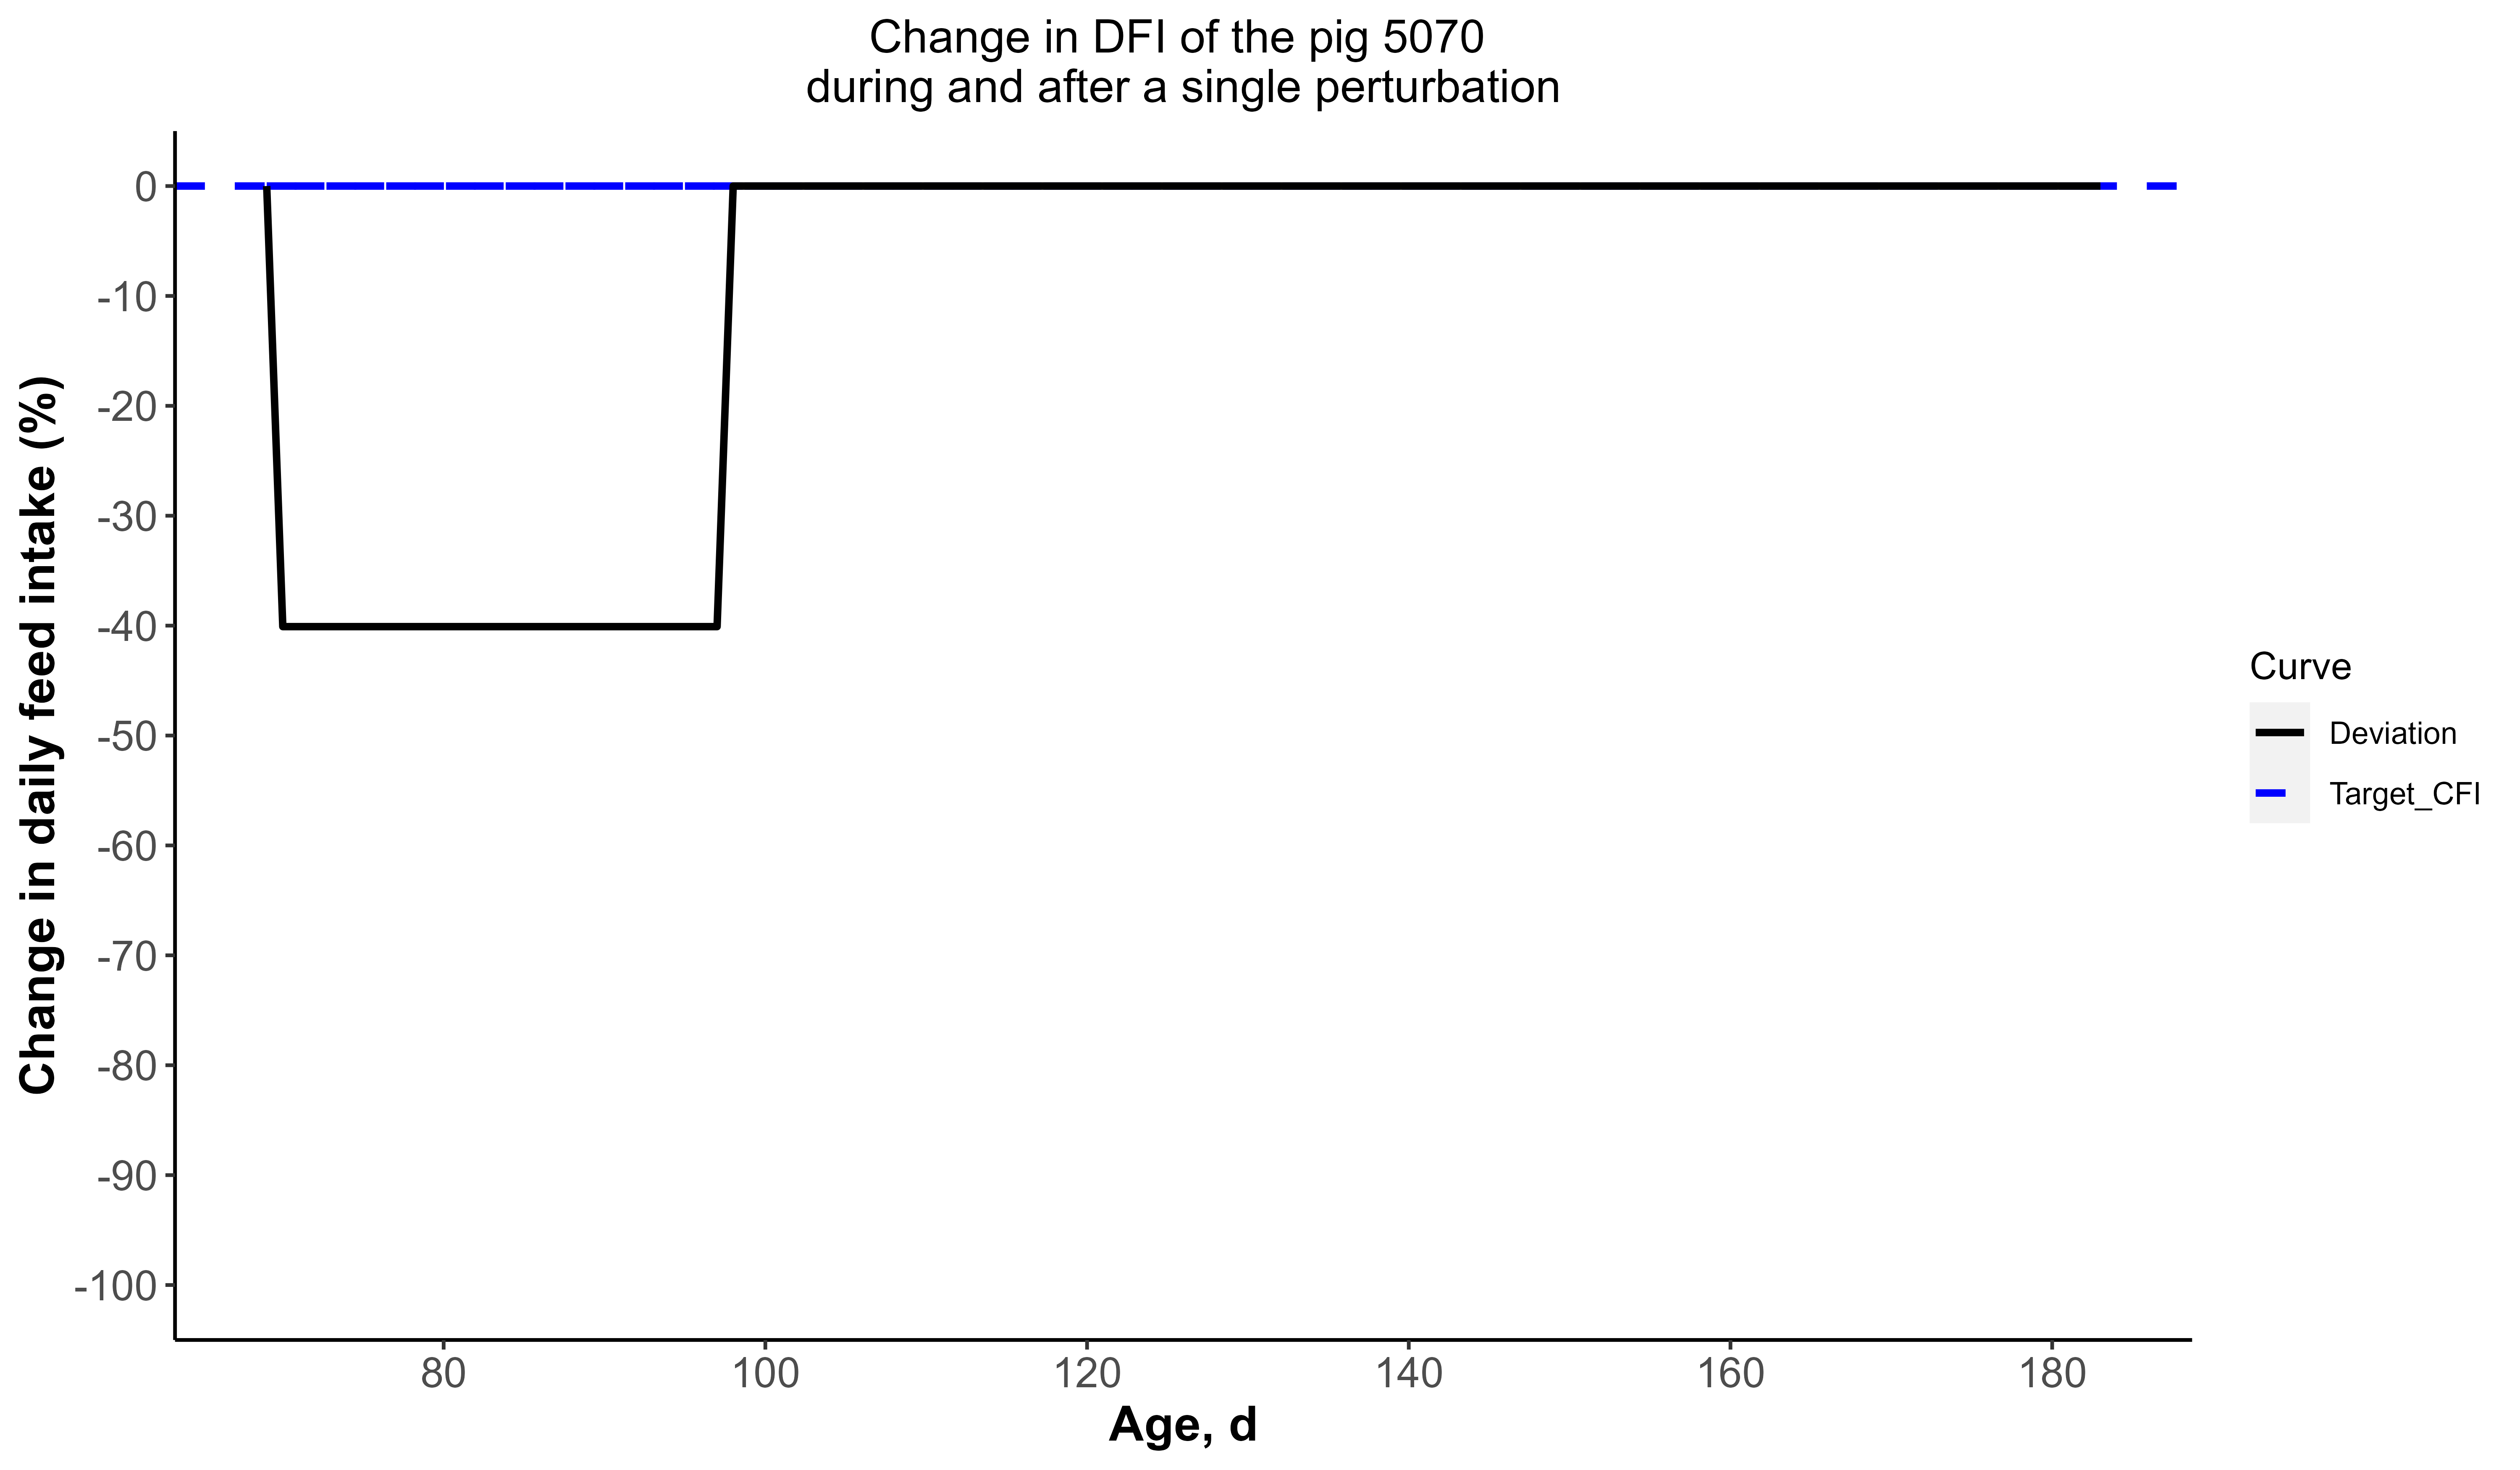 Change in DFI of the pig 5070
during and after a single perturbation
Change in daily feed intake (%)
0
-10
-20
-30
-40
-50
-60
-70
-80
-90
-100
80
100
120
140
160
180
Age, d
Curve
Deviation
Target_CFI